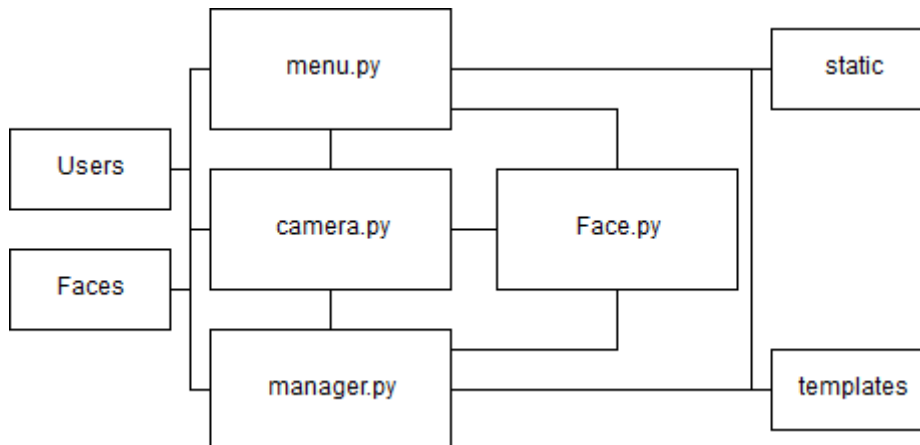 menu.py
static
Users
camera.py
Face.py
Faces
manager.py
templates